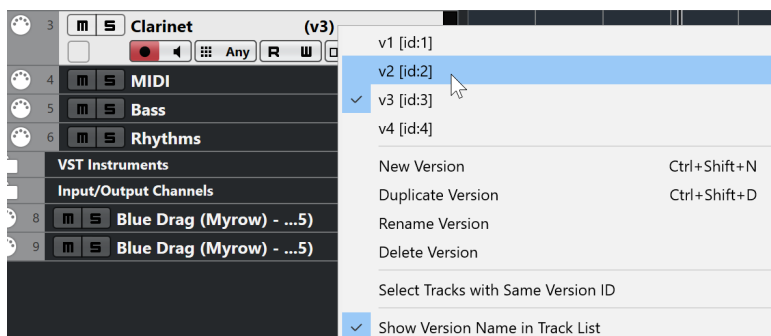 3 m S Clarinet (v3)
Any R W
4 m S MIDI
5 m S Bass
6 m S Rhythms
VST Instruments
Input/Output Channels
8 m S Blue Drag (Myrow) - ...5)
9 m S Blue Drag (Myrow) - ...5)
v1 [id:1]
v2 [id:2]
v3 [id:3]
v4 [id:4]
New Version Ctrl+Shift+N
Duplicate Version Ctrl+Shift+D
Rename Version
Delete Version
Select Tracks with Same Version ID
Show Version Name in Track List